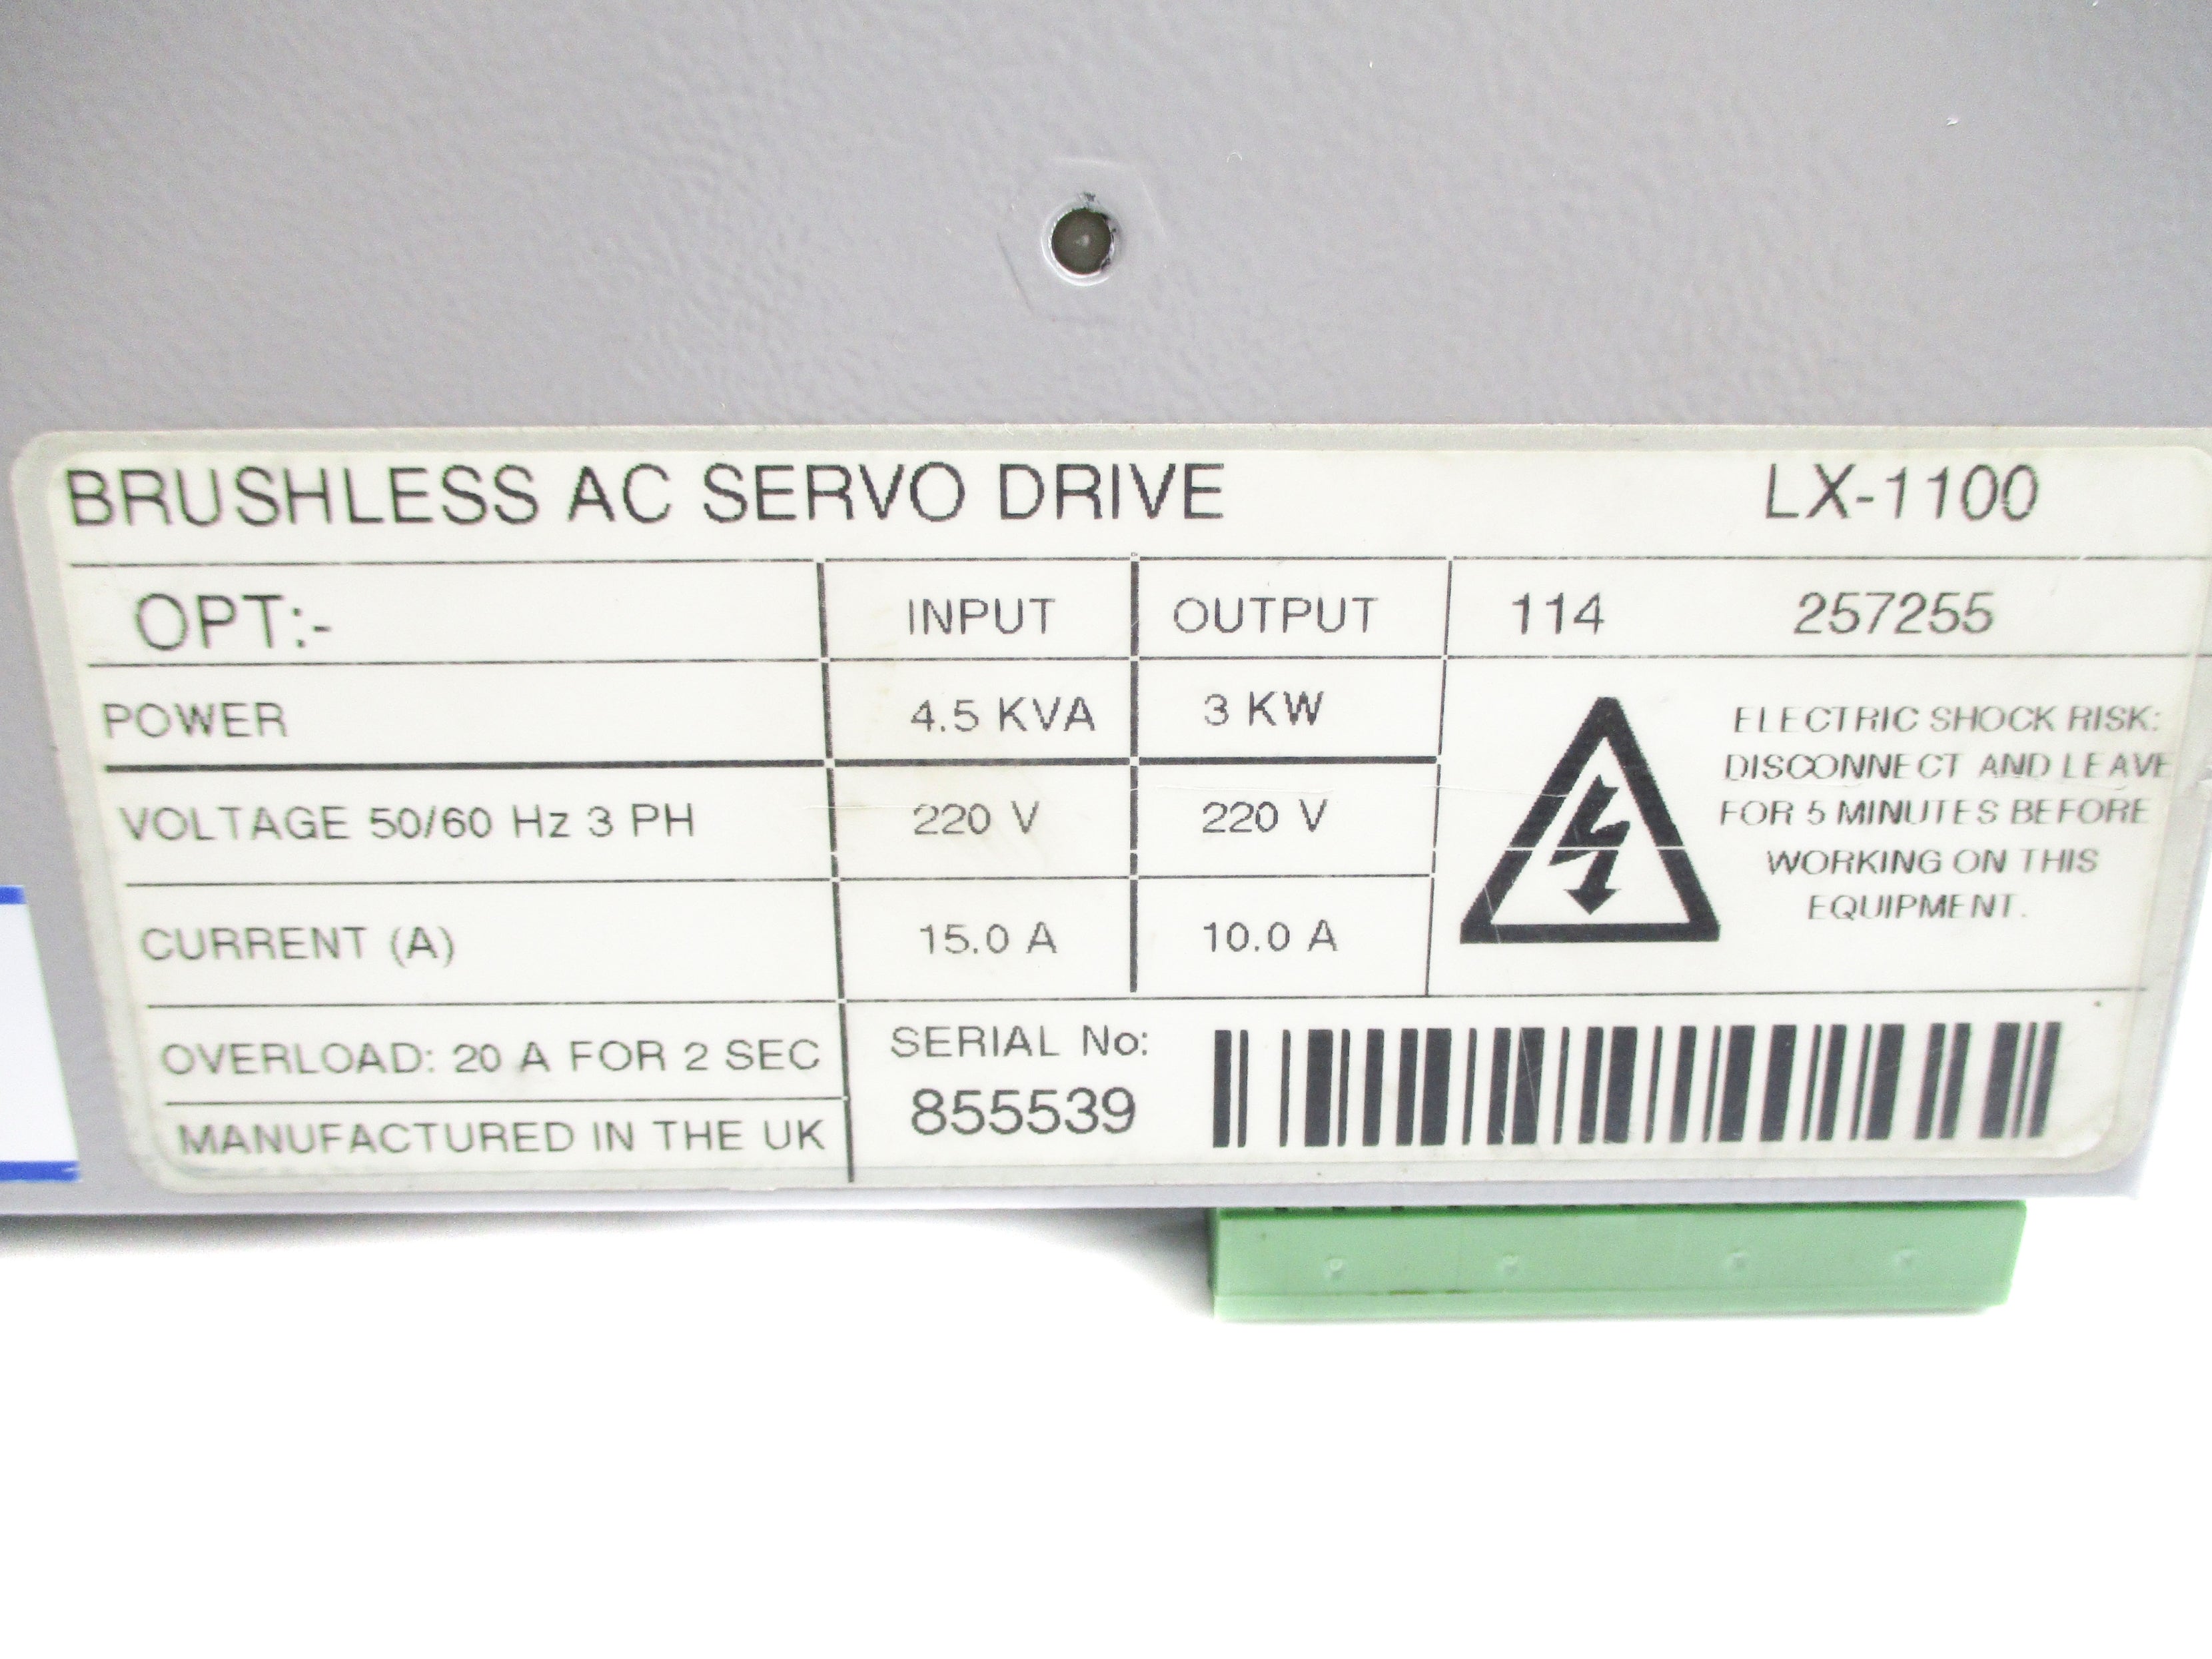 BRUSHLESS AC SERVO DRIVE LX-1100
OPT:- INPUT OUTPUT 114 257255
POWER 4.5 KVA 3 KW
VOLTAGE 50/60 Hz 3 PH 220 V 220 V
CURRENT (A) 15.0 A 10.0 A
ELECTRIC SHOCK RISK:
DISCONNECT AND LEAVE
FOR 5 MINUTES BEFORE
WORKING ON THIS
EQUIPMENT.
OVERLOAD: 20 A FOR 2 SEC
MANUFACTURED IN THE UK
SERIAL No:
855539